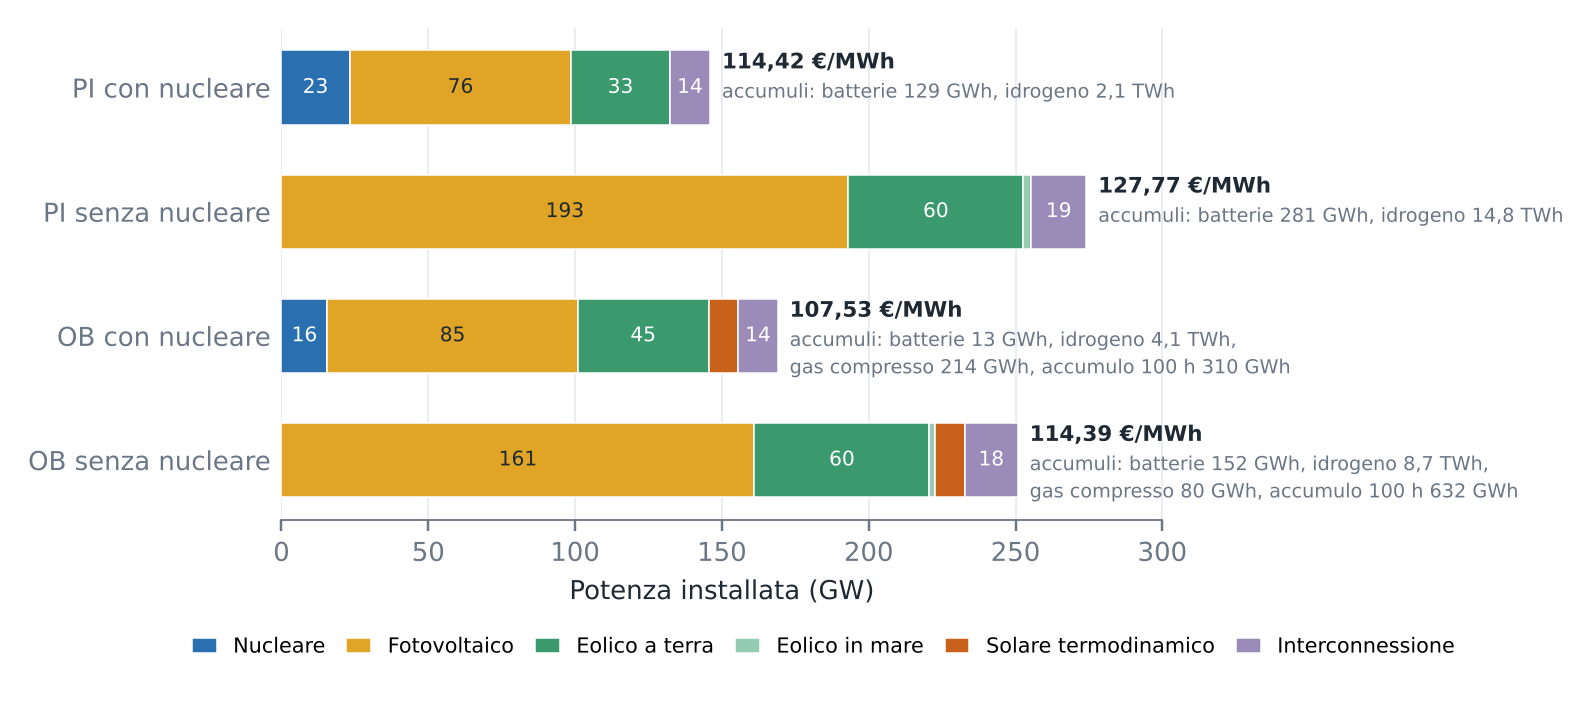 PI con nucleare
23
76
33
14
114,42 €/MWh
accumuli: batterie 129 GWh, idrogeno 2,1 TWh
PI senza nucleare
193
60
19
127,77 €/MWh
accumuli: batterie 281 GWh, idrogeno 14,8 TWh
OB con nucleare
16
85
45
14
107,53 €/MWh
accumuli: batterie 13 GWh, idrogeno 4,1 TWh,
gas compresso 214 GWh, accumulo 100 h 310 GWh
OB senza nucleare
161
60
18
114,39 €/MWh
accumuli: batterie 152 GWh, idrogeno 8,7 TWh,
gas compresso 80 GWh, accumulo 100 h 632 GWh
0 50 100 150 200 250 300
Potenza installata (GW)
Nucleare Fotovoltaico Eolico a terra Eolico in mare Solare termodinamico Interconnessione